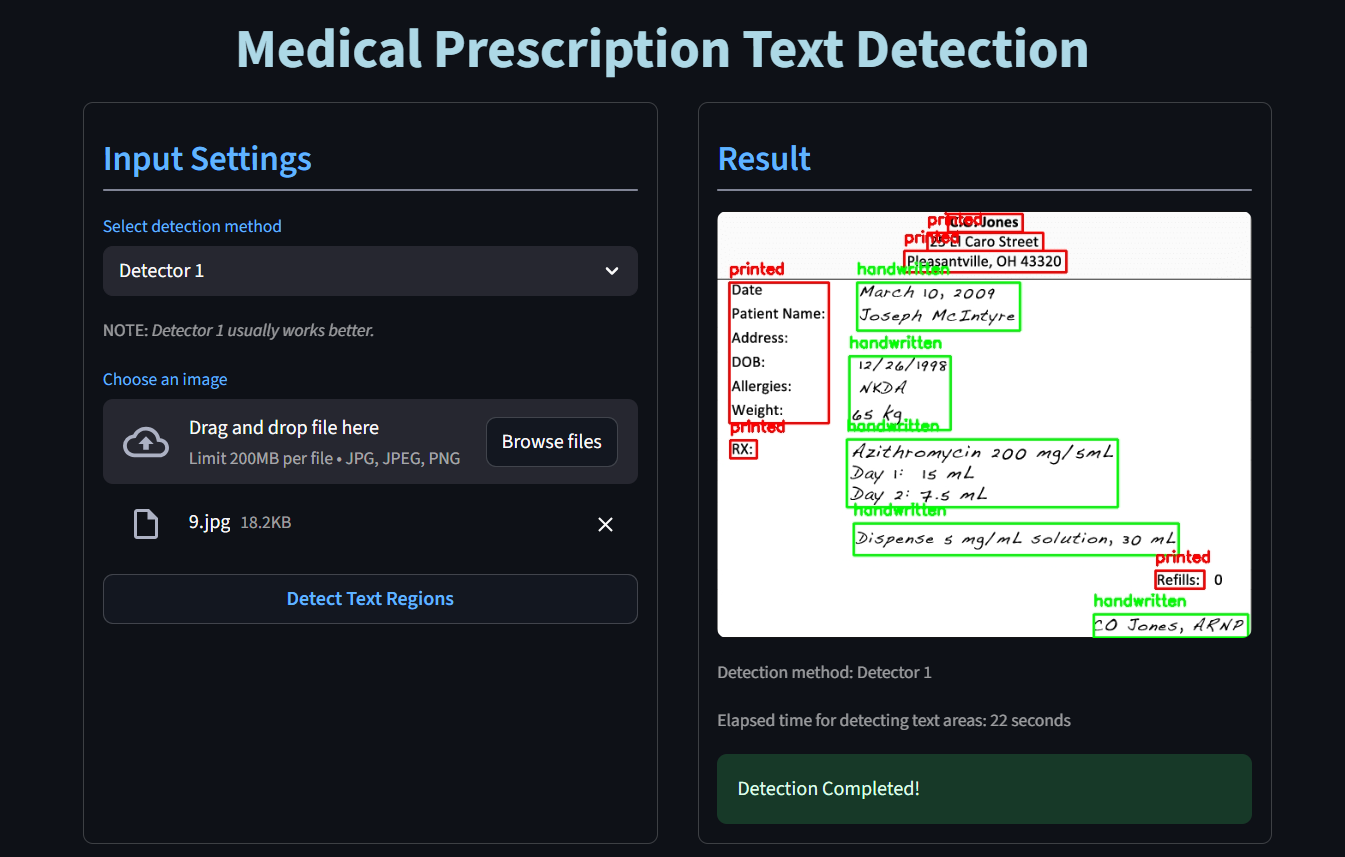 Medical Prescription Text Detection
Input Settings
Select detection method
Detector 1
NOTE: Detector 1 usually works better.
Choose an image
Drag and drop file here
Limit 200MB per file • JPG, JPEG, PNG
Browse files
9.jpg 18.2KB
Detect Text Regions
Result
printed
Jones
printed
El Caro Street
Pleasantville, OH 43320
printed
handwritten
Date March 10, 2009
Patient Name: Joseph McIntyre
Address:
handwritten
DOB: 12/26/1998
Allergies: NKDA
Weight: 65 kg
printed
handwritten
RX: Azithromycin 200 mg/5mL
Day 1: 15 mL
Day 2: 7.5 mL
handwritten
Dispense 5 mg/mL solution, 30 mL
printed
Refills: 0
handwritten
CO Jones, ARNP
Detection method: Detector 1
Elapsed time for detecting text areas: 22 seconds
Detection Completed!